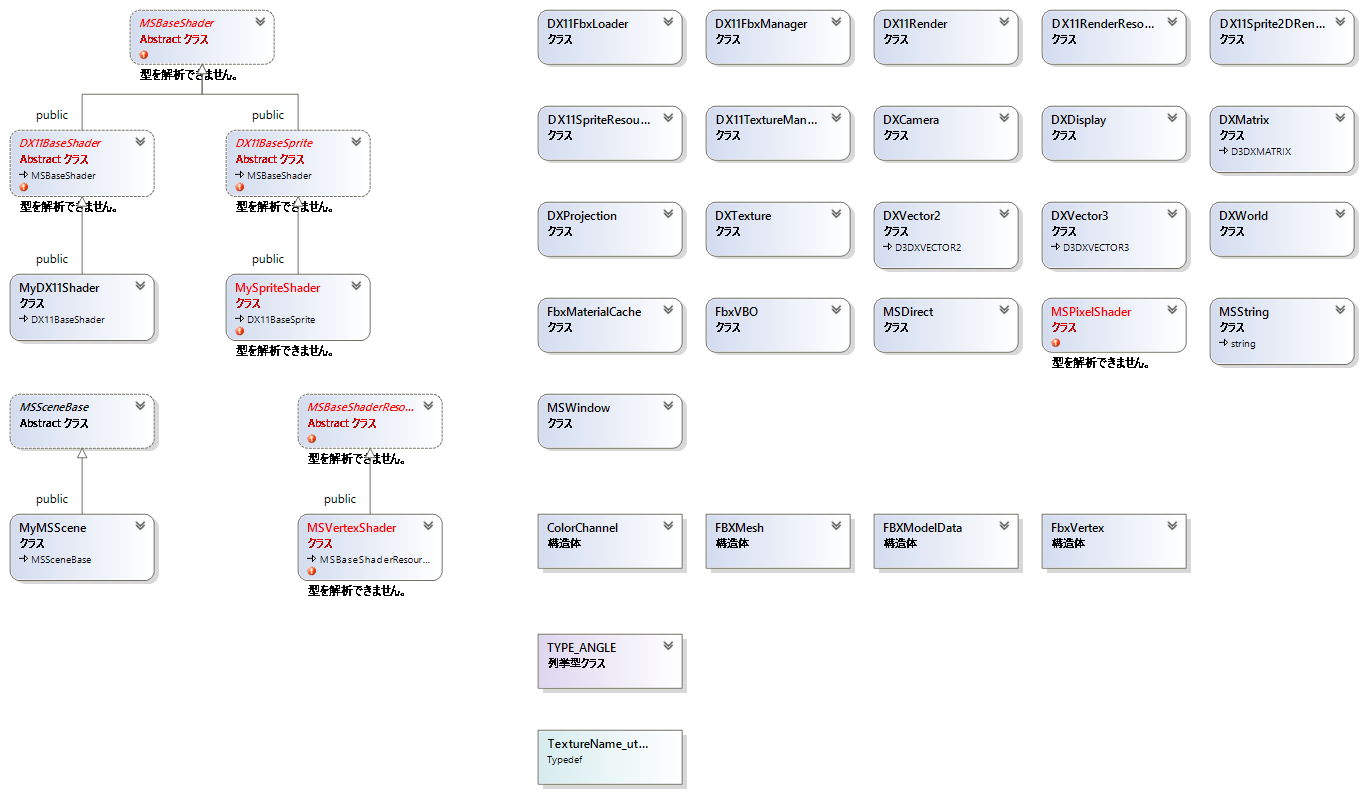 MSBaseShader
Abstract クラス
型を解析できません。
public
public
DX11BaseShader
Abstract クラス
MSBaseShader
型を解析できません。
DX11BaseSprite
Abstract クラス
MSBaseShader
型を解析できません。
public
public
MyDX11Shader
クラス
DX11BaseShader
MySpriteShader
クラス
DX11BaseSprite
型を解析できません。
MSSceneBase
Abstract クラス
MSBaseShaderReso...
Abstract クラス
型を解析できません。
public
public
MyMSScene
クラス
MSSceneBase
MSVertexShader
クラス
MSBaseShaderResour...
型を解析できません。
DX11FbxLoader
クラス
DX11FbxManager
クラス
DX11Render
クラス
DX11RenderReso...
クラス
DX11Sprite2DRen...
クラス
DX11SpriteResou...
クラス
DX11TextureMan...
クラス
DXCamera
クラス
DXDisplay
クラス
DXMatrix
クラス
D3DXMATRIX
DXProjection
クラス
DXTexture
クラス
DXVector2
クラス
D3DXVECTOR2
DXVector3
クラス
D3DXVECTOR3
DXWorld
クラス
FbxMaterialCache
クラス
FbxVBO
クラス
MSDirect
クラス
MSPixelShader
クラス
型を解析できません。
MSString
クラス
string
MSWindow
クラス
ColorChannel
構造体
FBXMesh
構造体
FBXModelData
構造体
FbxVertex
構造体
TYPE_ANGLE
列挙型クラス
TextureName_ut...
Typedef